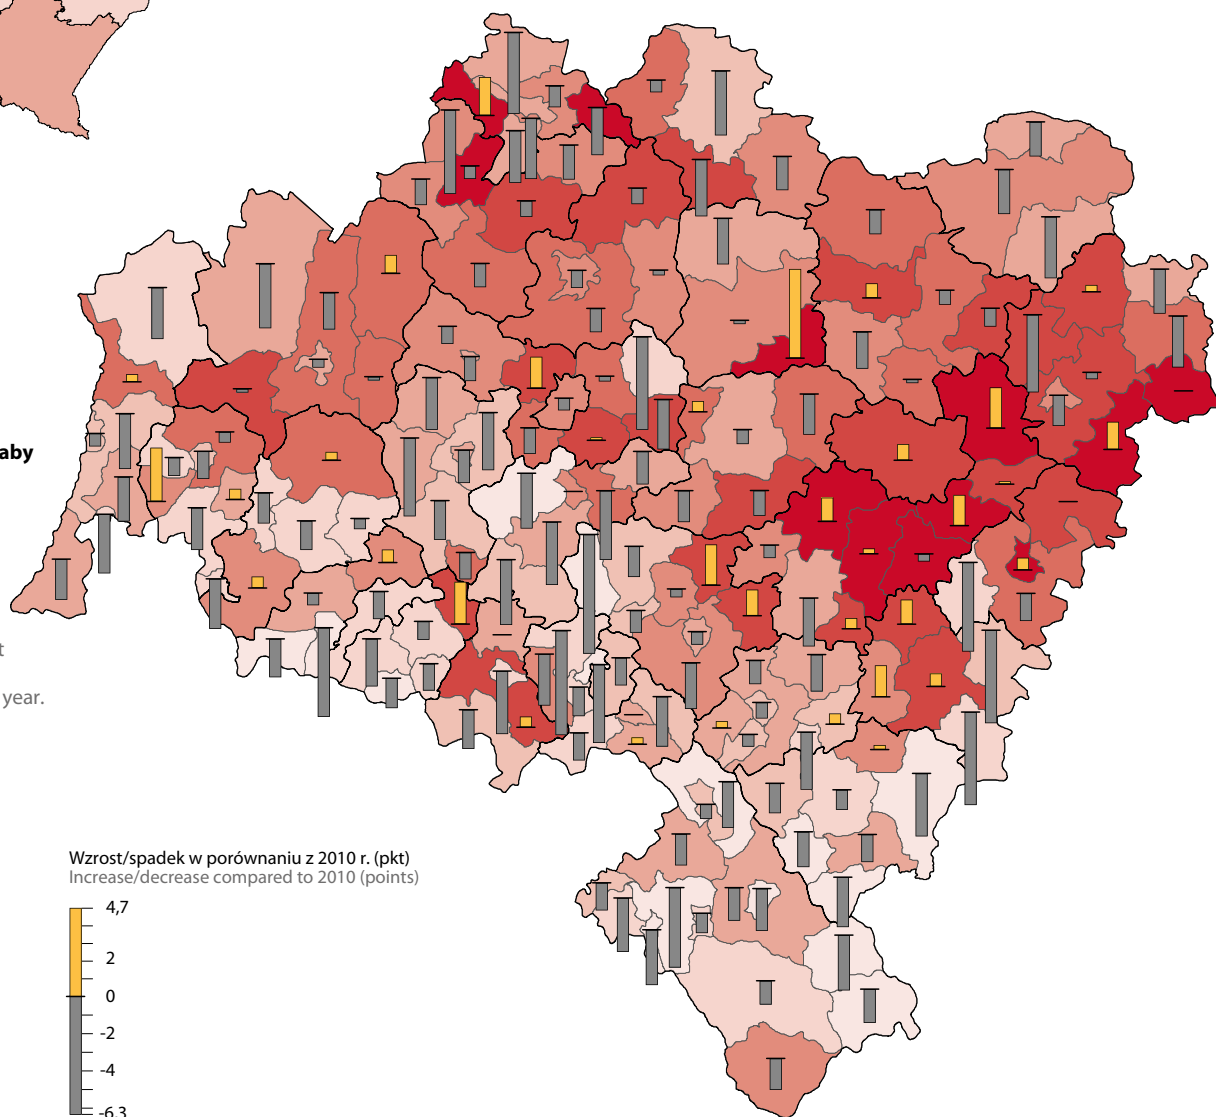 aby
t
year.
Wzrost/spadek w porównaniu z 2010 r. (pkt)
Increase/decrease compared to 2010 (points)
4,7
2
0
-2
-4
-6,3